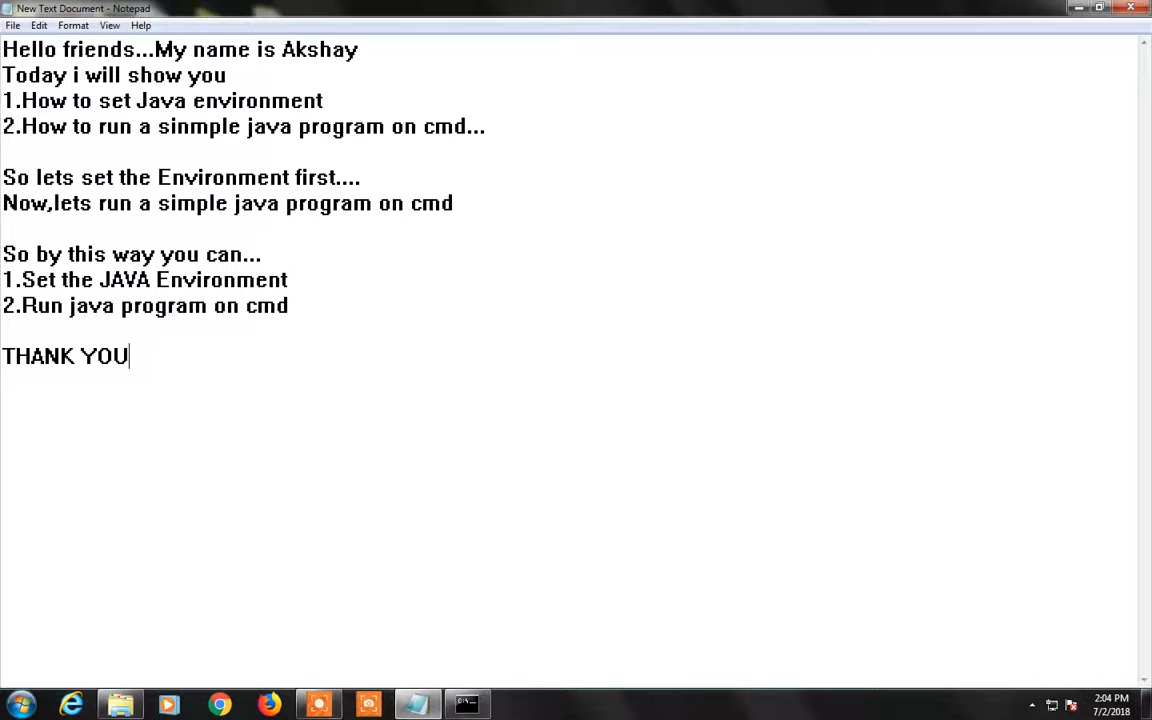 New Text Document - Notepad
File Edit Format View Help
Hello friends...My name is Akshay
Today i will show you
1.How to set Java environment
2.How to run a sinmple java program on cmd...
So lets set the Environment first....
Now,lets run a simple java program on cmd
So by this way you can...
1.Set the JAVA Environment
2.Run java program on cmd
THANK YOU
2:04 PM
7/2/2018